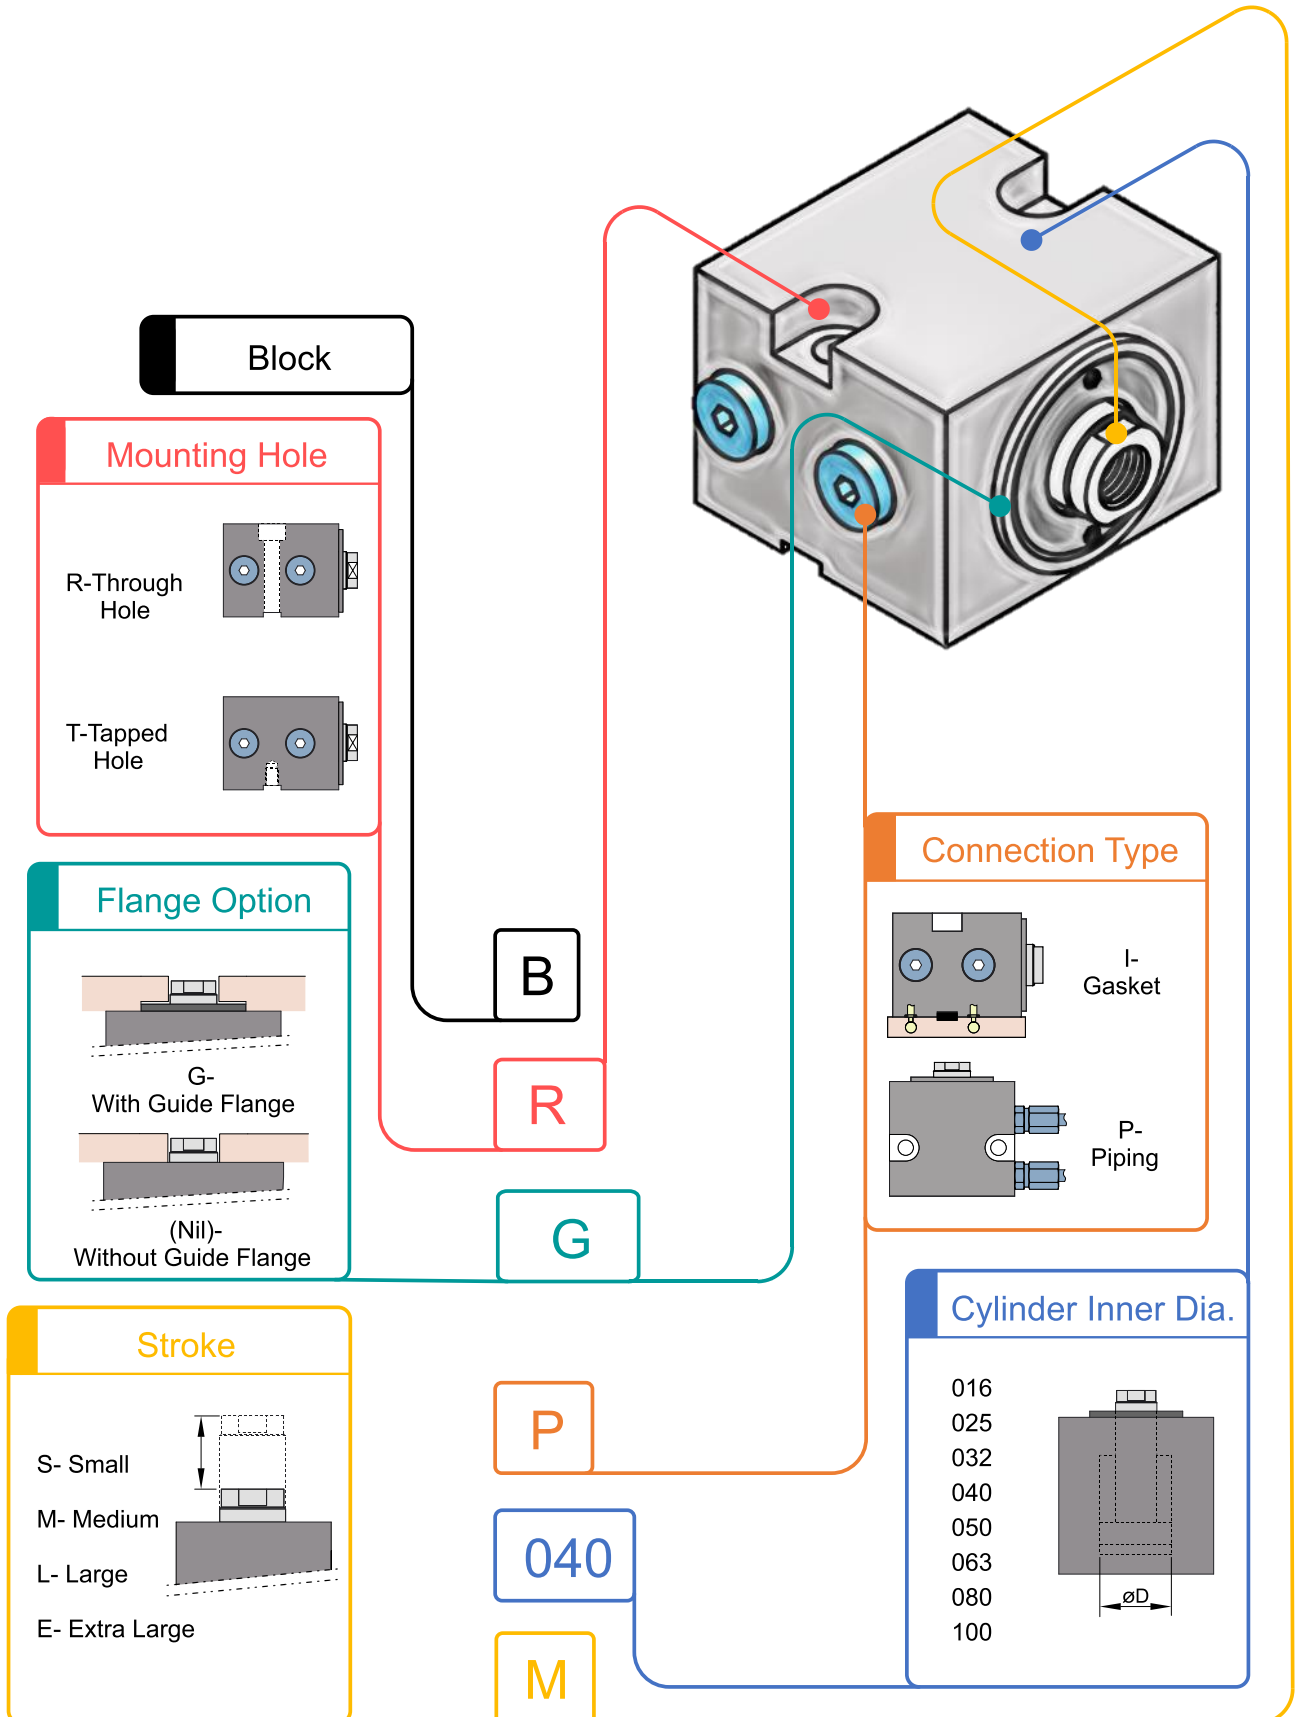 Block
Mounting Hole
R-Through
Hole
T-Tapped
Hole
Flange Option
G-
With Guide Flange
(Nil)-
Without Guide Flange
Stroke
S- Small
M- Medium
L- Large
E- Extra Large
B
R
G
P
040
M
Connection Type
I-
Gasket
P-
Piping
Cylinder Inner Dia.
016
025
032
040
050
063
080
100
øD